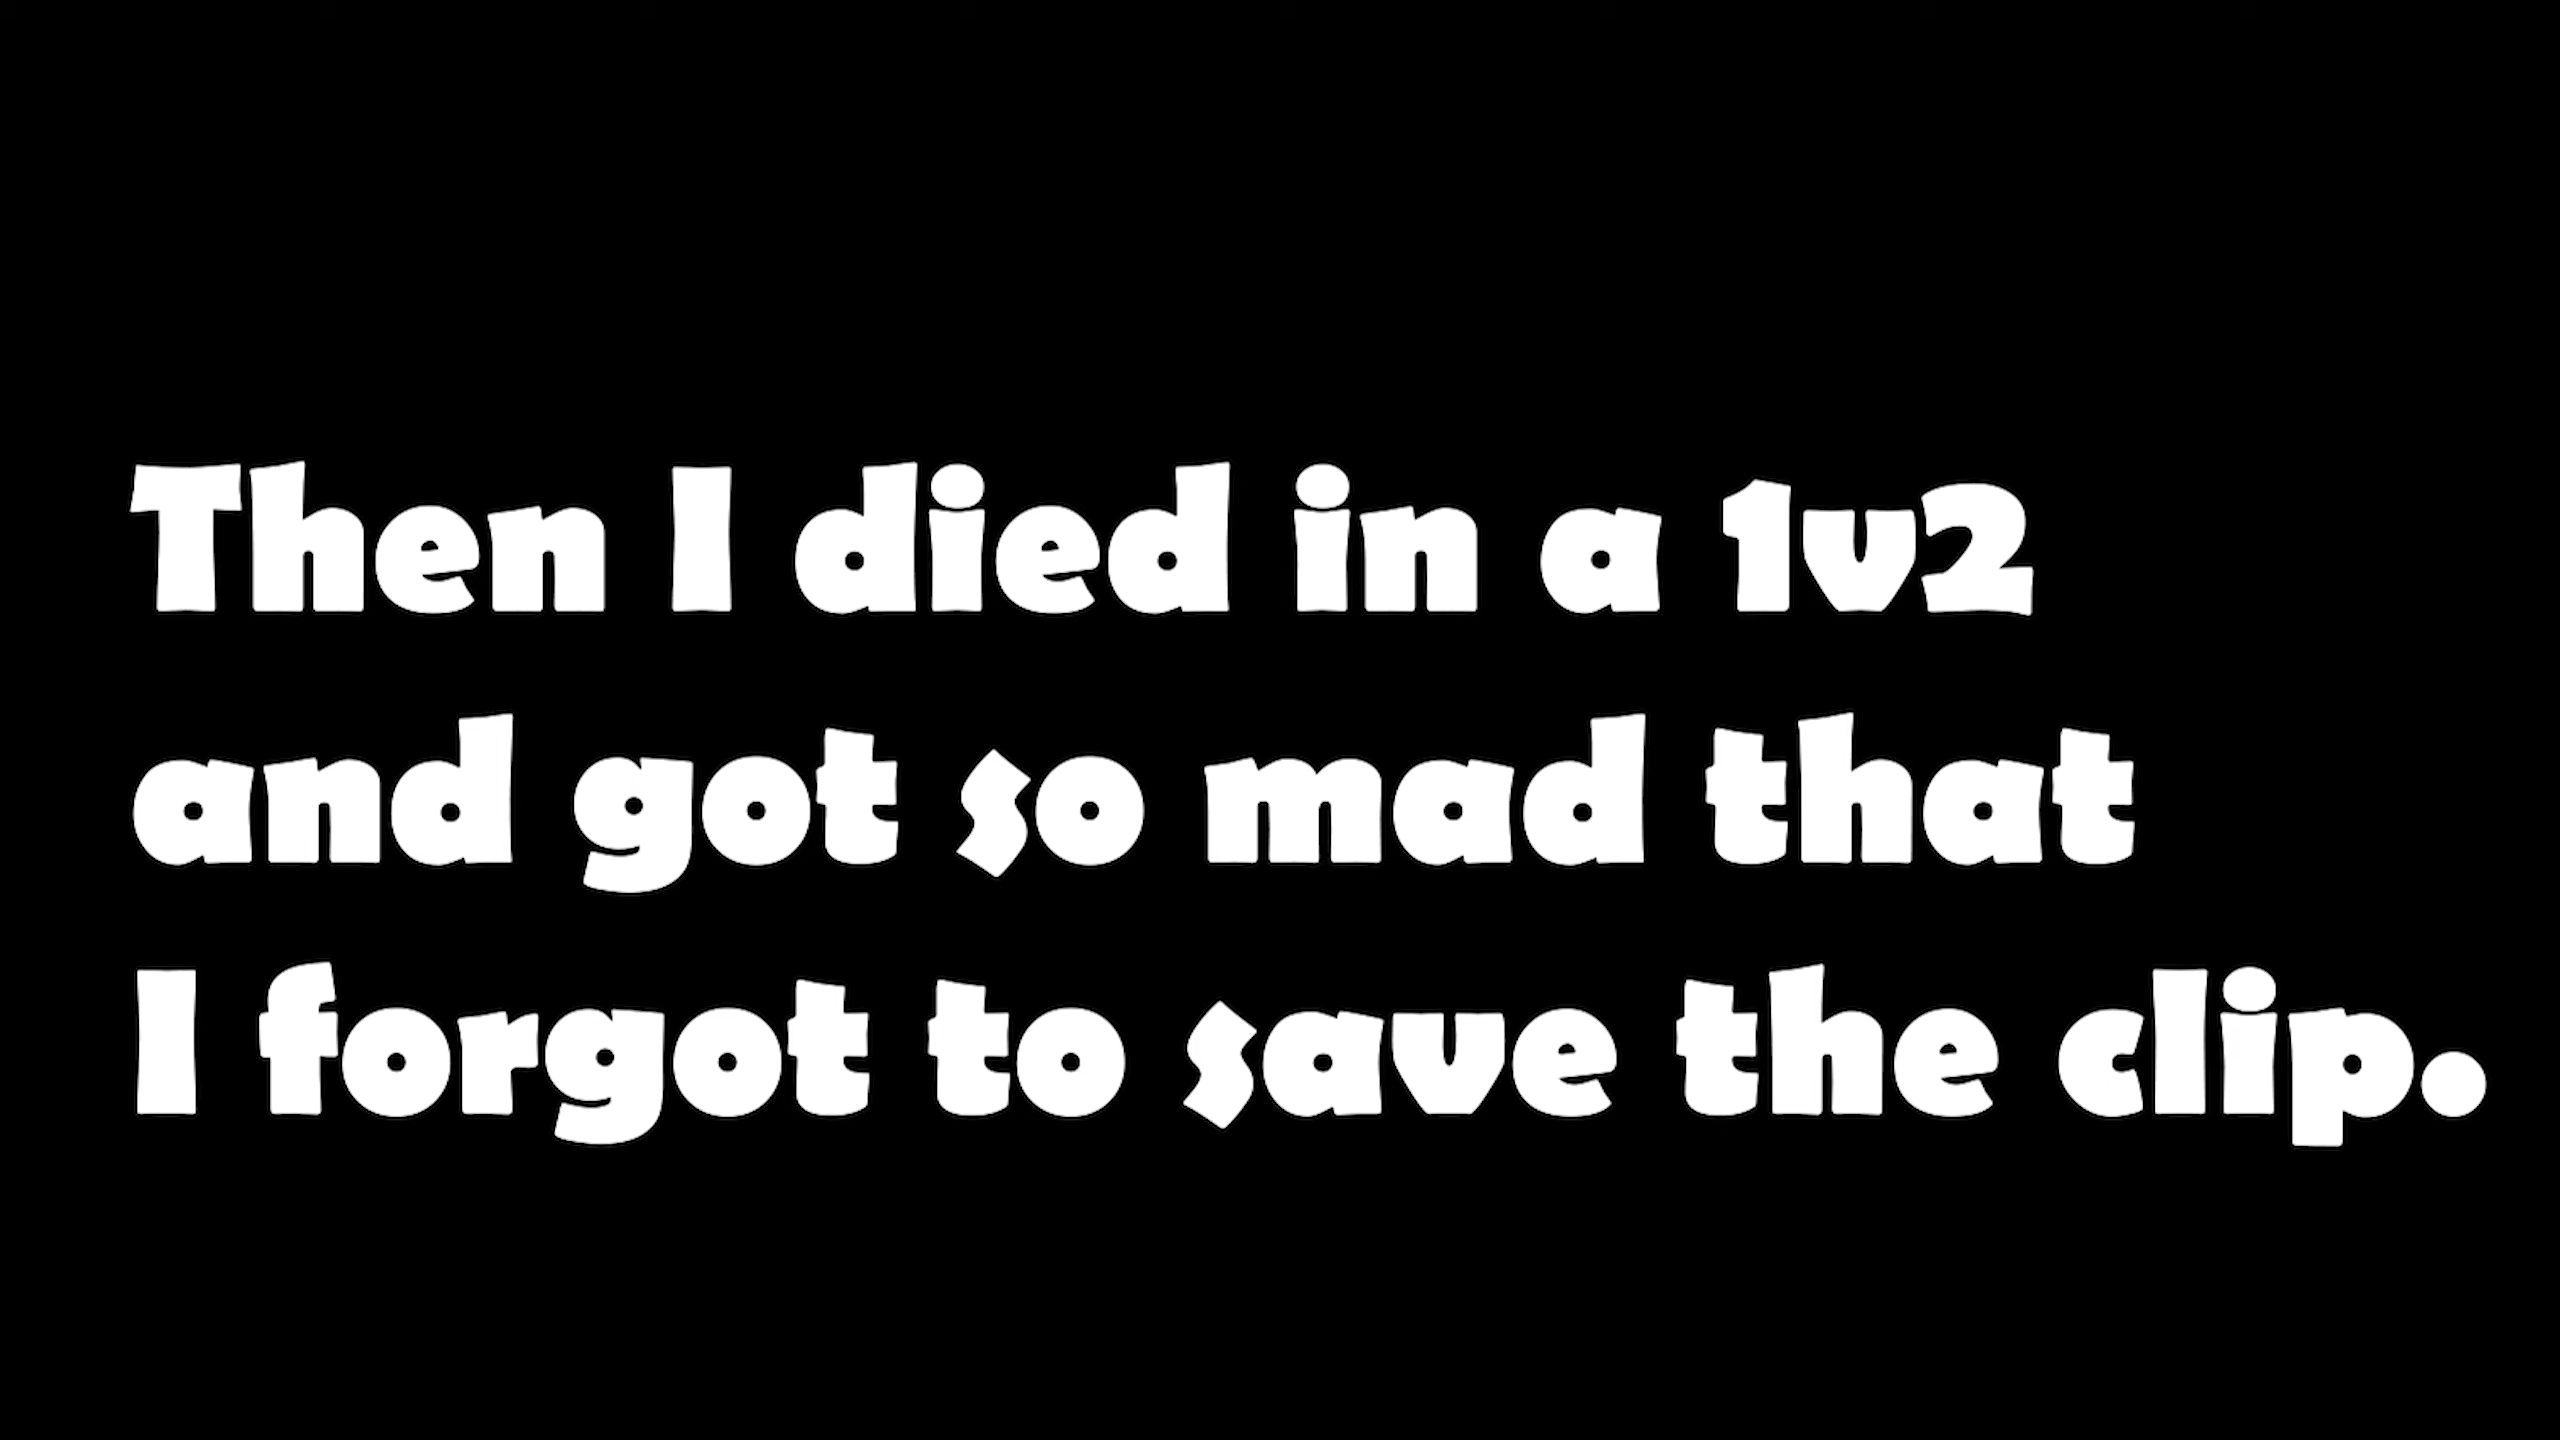 Then I died in a 1v2
and got so mad that
I forgot to save the clip.